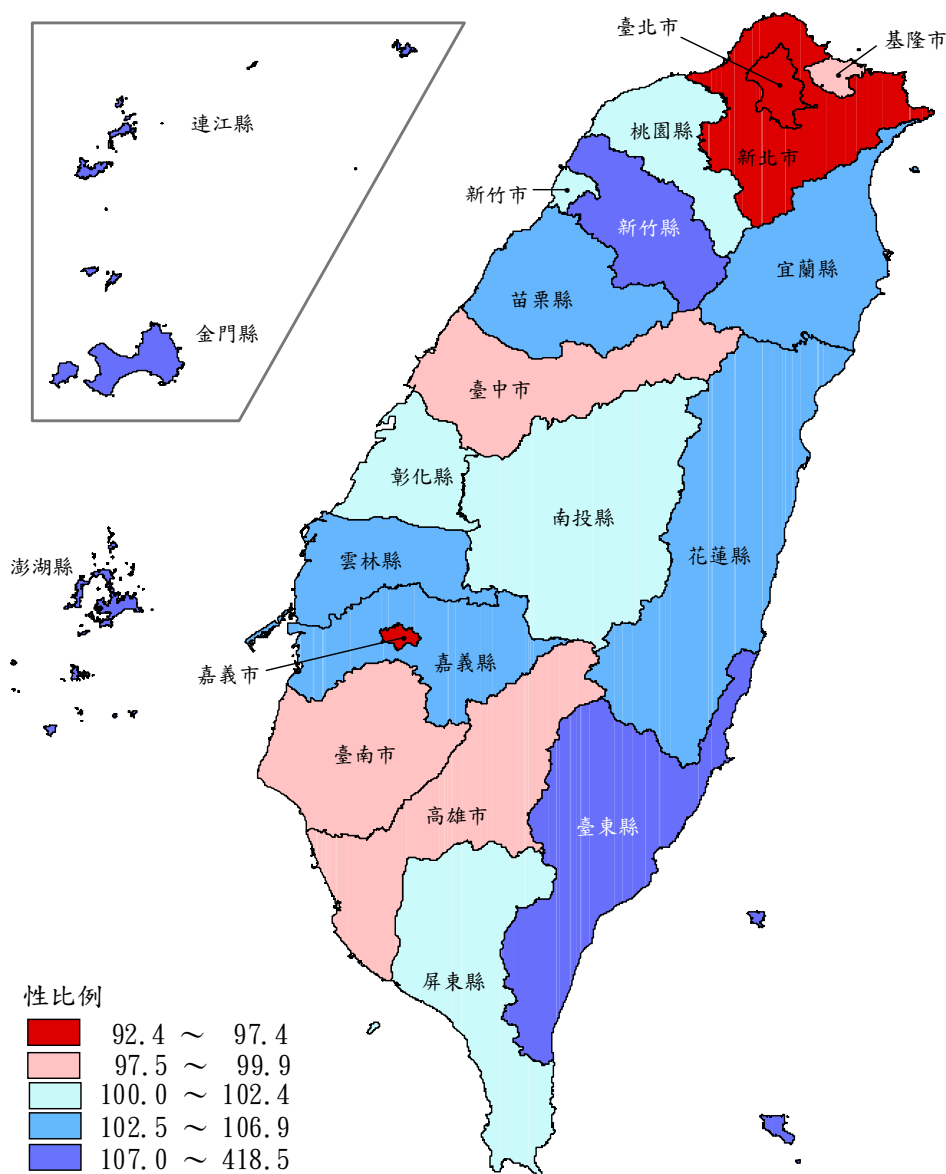 臺北市
基隆市
連江縣
桃園縣
新北市
新竹市
新竹縣
宜蘭縣
苗栗縣
金門縣
臺中市
彰化縣
南投縣
花蓮縣
雲林縣
澎湖縣
嘉義市
嘉義縣
臺南市
高雄市
臺東縣
屏東縣
性比例
92.4 ～ 97.4
97.5 ～ 99.9
100.0 ～ 102.4
102.5 ～ 106.9
107.0 ～ 418.5